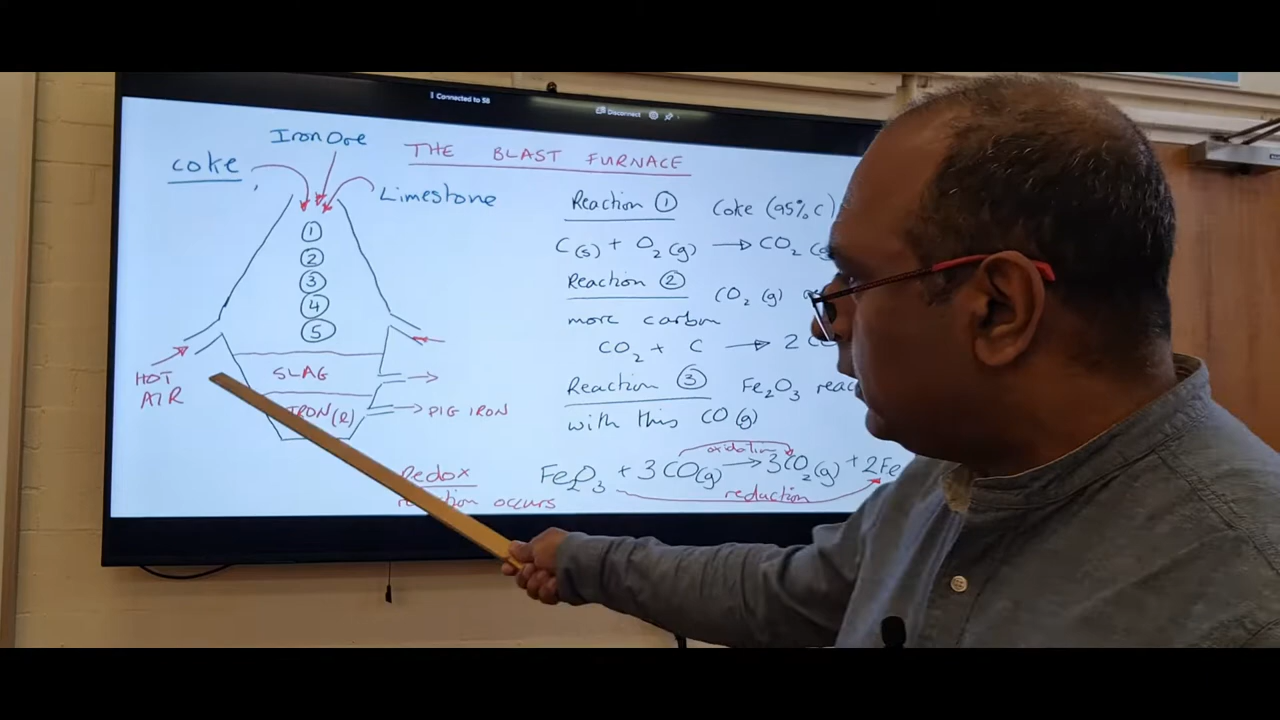 Connected to 58
Disconnect
Iron Ore
coke
Limestone
THE BLAST FURNACE
1
2
3
4
5
HOT
AIR
SLAG
IRON(l)
PIG IRON
Redox
occurs
Reaction ①
Coke (95% C)
C(s) + O₂(g) → CO₂
Reaction ②
CO₂(g)
more carbon
CO₂ + C → 2
Reaction ③
Fe₂O₃
with this CO(g)
oxidation
Fe₂O₃ + 3CO(g) → 3CO₂(g) + 2Fe
reduction